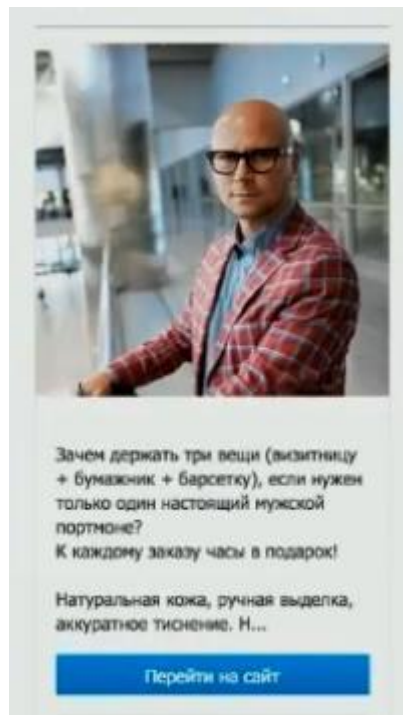 Зачем держать три вещи (визитницу
+ бумажник + барсетку), если нужен
только один настоящий мужской
портмоне?
К каждому заказу часы в подарок!
Натуральная кожа, ручная выделка,
аккуратное тиснение. Н...
Перейти на сайт